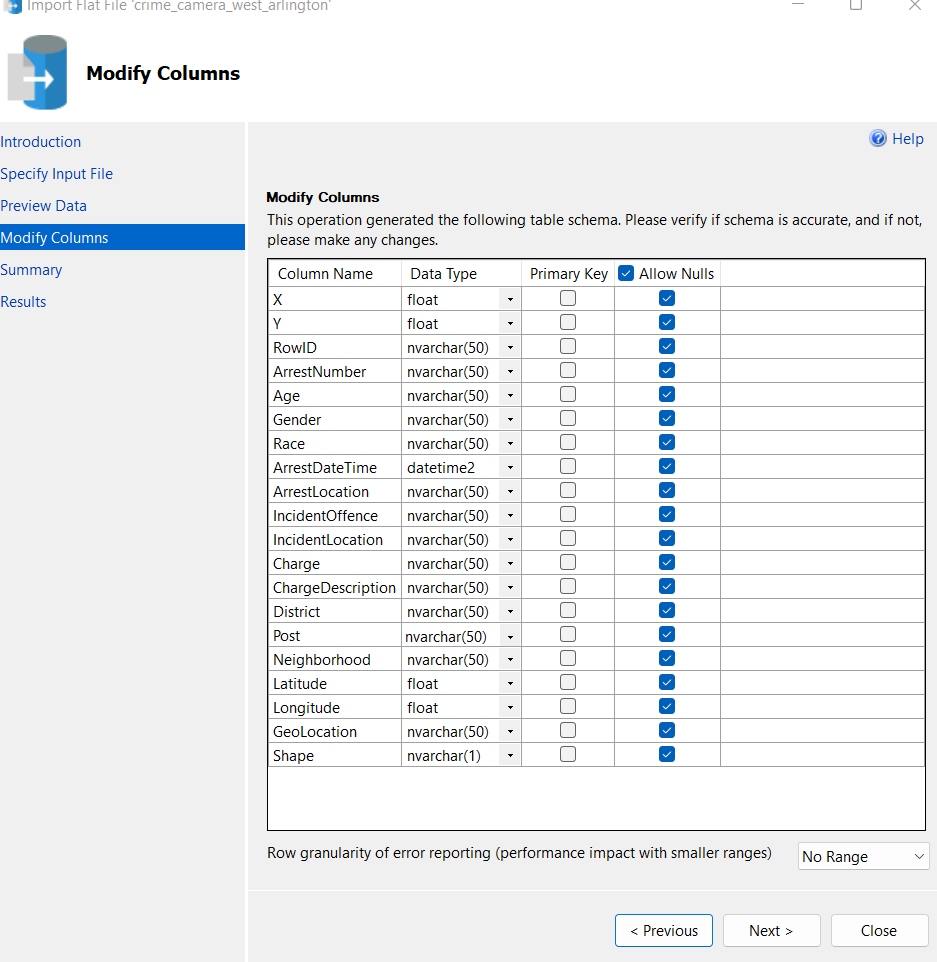 Import Flat File 'crime_camera_west_arlington'
Modify Columns
Introduction
Specify Input File
Preview Data
Modify Columns
Summary
Results
Help
Modify Columns
This operation generated the following table schema. Please verify if schema is accurate, and if not,
please make any changes.
Column Name Data Type Primary Key Allow Nulls
X float
Y float
RowID nvarchar(50)
ArrestNumber nvarchar(50)
Age nvarchar(50)
Gender nvarchar(50)
Race nvarchar(50)
ArrestDateTime datetime2
ArrestLocation nvarchar(50)
IncidentOffence nvarchar(50)
IncidentLocation nvarchar(50)
Charge nvarchar(50)
ChargeDescription nvarchar(50)
District nvarchar(50)
Post nvarchar(50)
Neighborhood nvarchar(50)
Latitude float
Longitude float
GeoLocation nvarchar(50)
Shape nvarchar(1)
Row granularity of error reporting (performance impact with smaller ranges) No Range
< Previous Next > Close